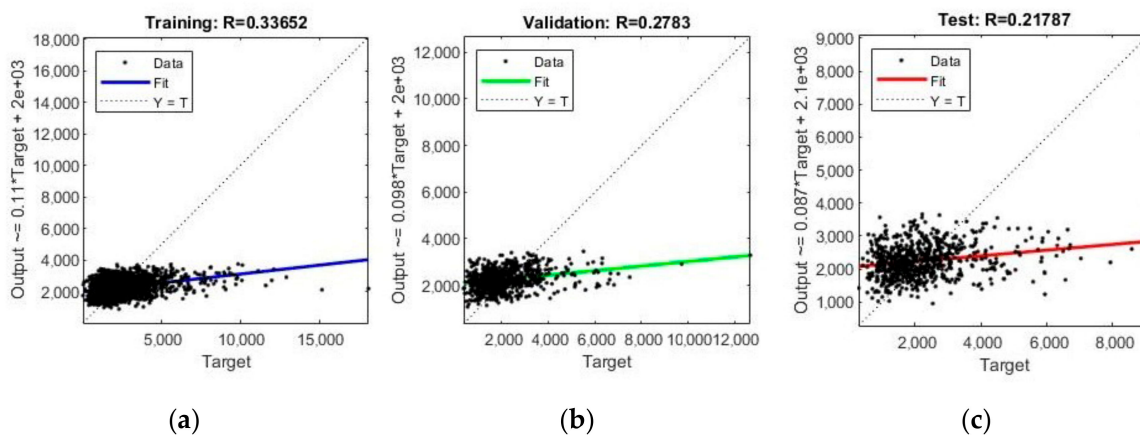 Training: R=0.33652
Data
Fit
Y = T
Output ~= 0.11*Target + 2e+03
18,000
16,000
14,000
12,000
10,000
8,000
6,000
4,000
2,000
5,000 10,000 15,000
Target
(a)
Validation: R=0.2783
Data
Fit
Y = T
Output ~= 0.098*Target + 2e+03
12,000
10,000
8,000
6,000
4,000
2,000
2,000 4,000 6,000 8,000 10,000 12,000
Target
(b)
Test: R=0.21787
Data
Fit
Y = T
Output ~= 0.087*Target + 2.1e+03
9,000
8,000
7,000
6,000
5,000
4,000
3,000
2,000
1,000
2,000 4,000 6,000 8,000
Target
(c)